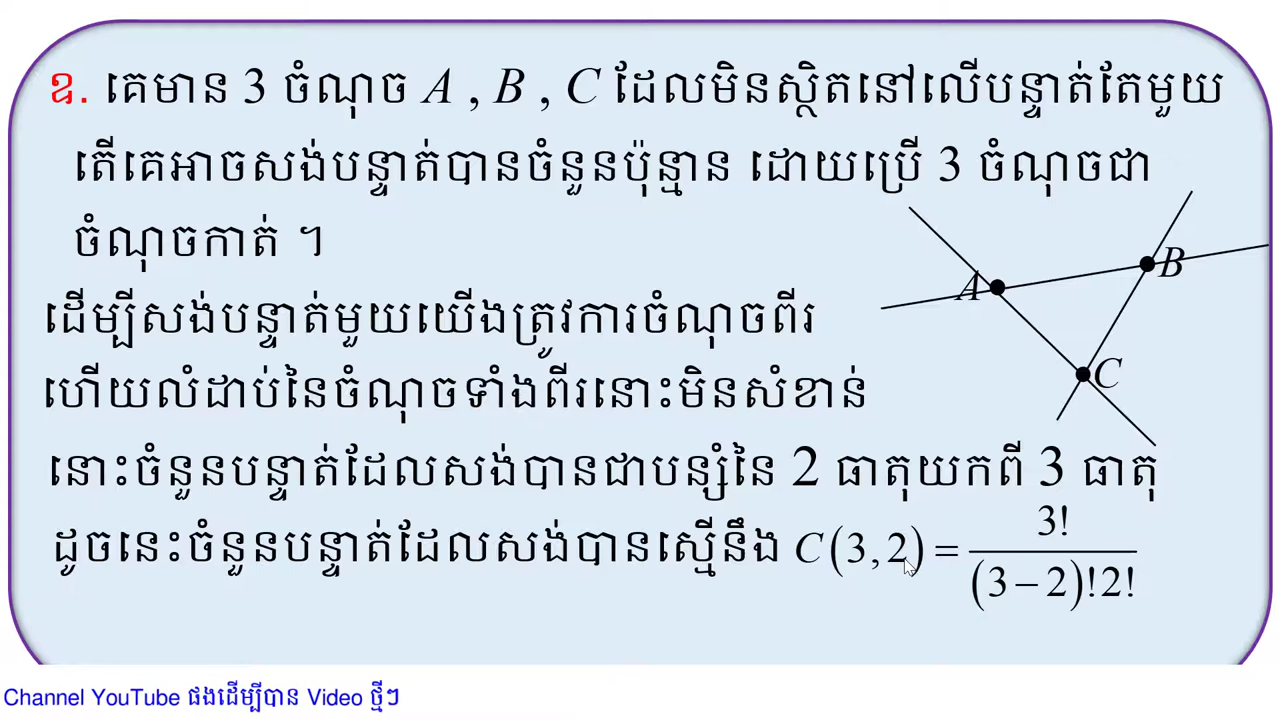 ឧ. គេមាន 3 ចំណុច A , B , C ដែលមិនស្ថិតនៅលើបន្ទាត់តែមួយ
តើគេអាចសង់បន្ទាត់បានចំនួនប៉ុន្មាន ដោយប្រើ 3 ចំណុចជា
ចំណុចកាត់ ។
A
B
C
ដើម្បីសង់បន្ទាត់មួយយើងត្រូវការចំណុចពីរ
ហើយលំដាប់នៃចំណុចទាំងពីរនោះមិនសំខាន់
នោះចំនួនបន្ទាត់ដែលសង់បានជាបន្សំនៃ 2 ធាតុយកពី 3 ធាតុ
ដូចនេះចំនួនបន្ទាត់ដែលសង់បានស្មើនឹង C(3,2) = 3! / (3−2)!2!
Channel YouTube ផងដើម្បីបាន Video ថ្មីៗ